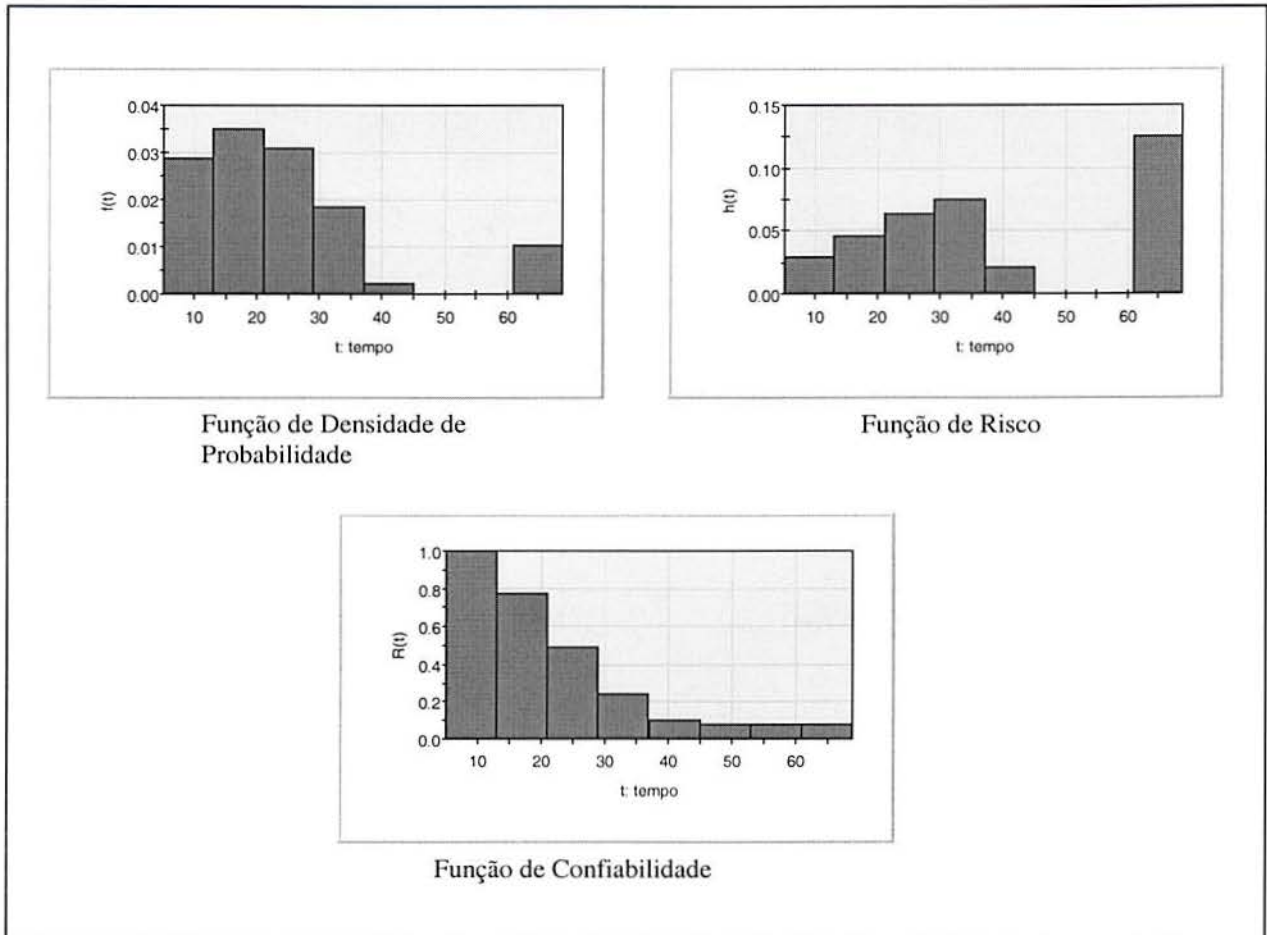 0.04
0.03
0.02
0.01
0.00
f(t)
10 20 30 40 50 60
t: tempo
Função de Densidade de
Probabilidade
0.15
0.10
0.05
0.00
h(t)
10 20 30 40 50 60
t: tempo
Função de Risco
1.0
0.8
0.6
0.4
0.2
0.0
R(t)
10 20 30 40 50 60
t: tempo
Função de Confiabilidade